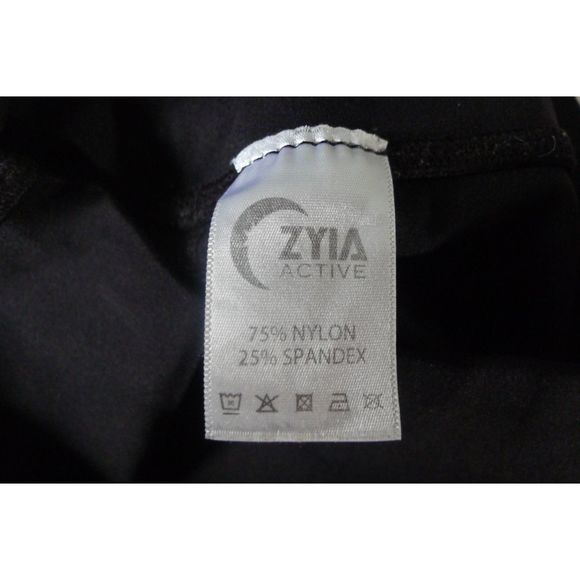 ZYIA
ACTIVE
75% NYLON
25% SPANDEX